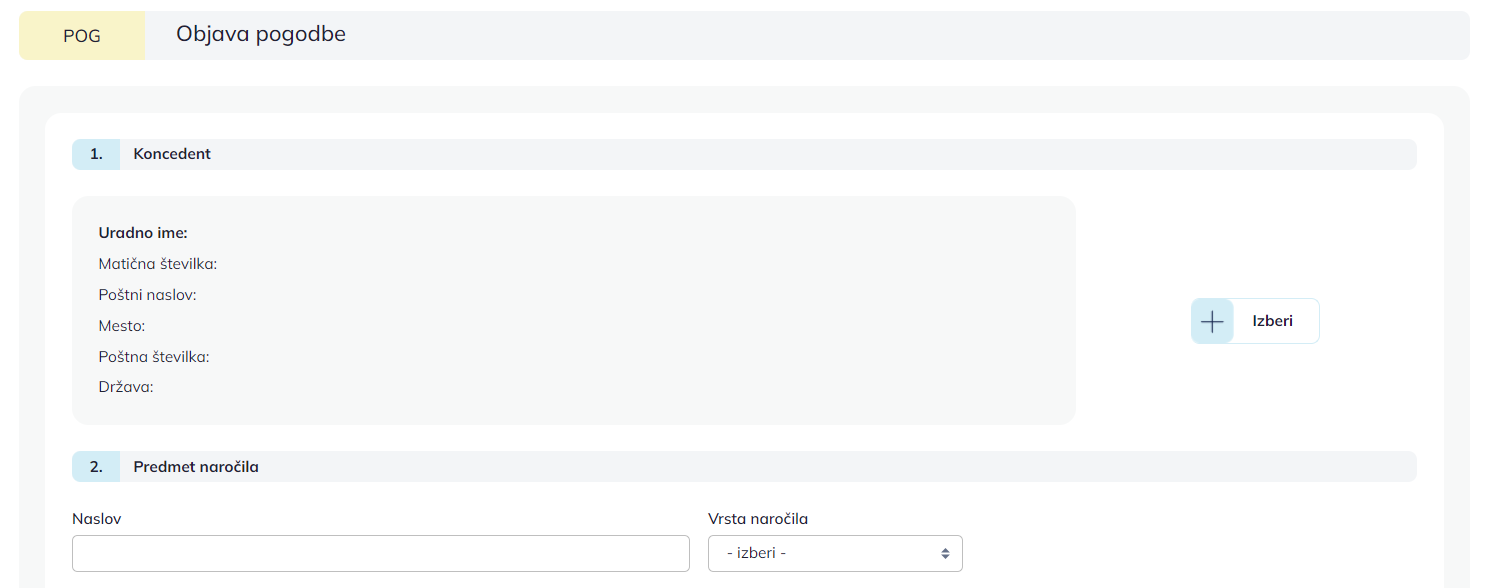 POG Objava pogodbe
1. Koncedent
Uradno ime:
Matična številka:
Poštni naslov:
Mesto:
Poštna številka:
Država:
Izberi
2. Predmet naročila
Naslov Vrsta naročila
- izberi -